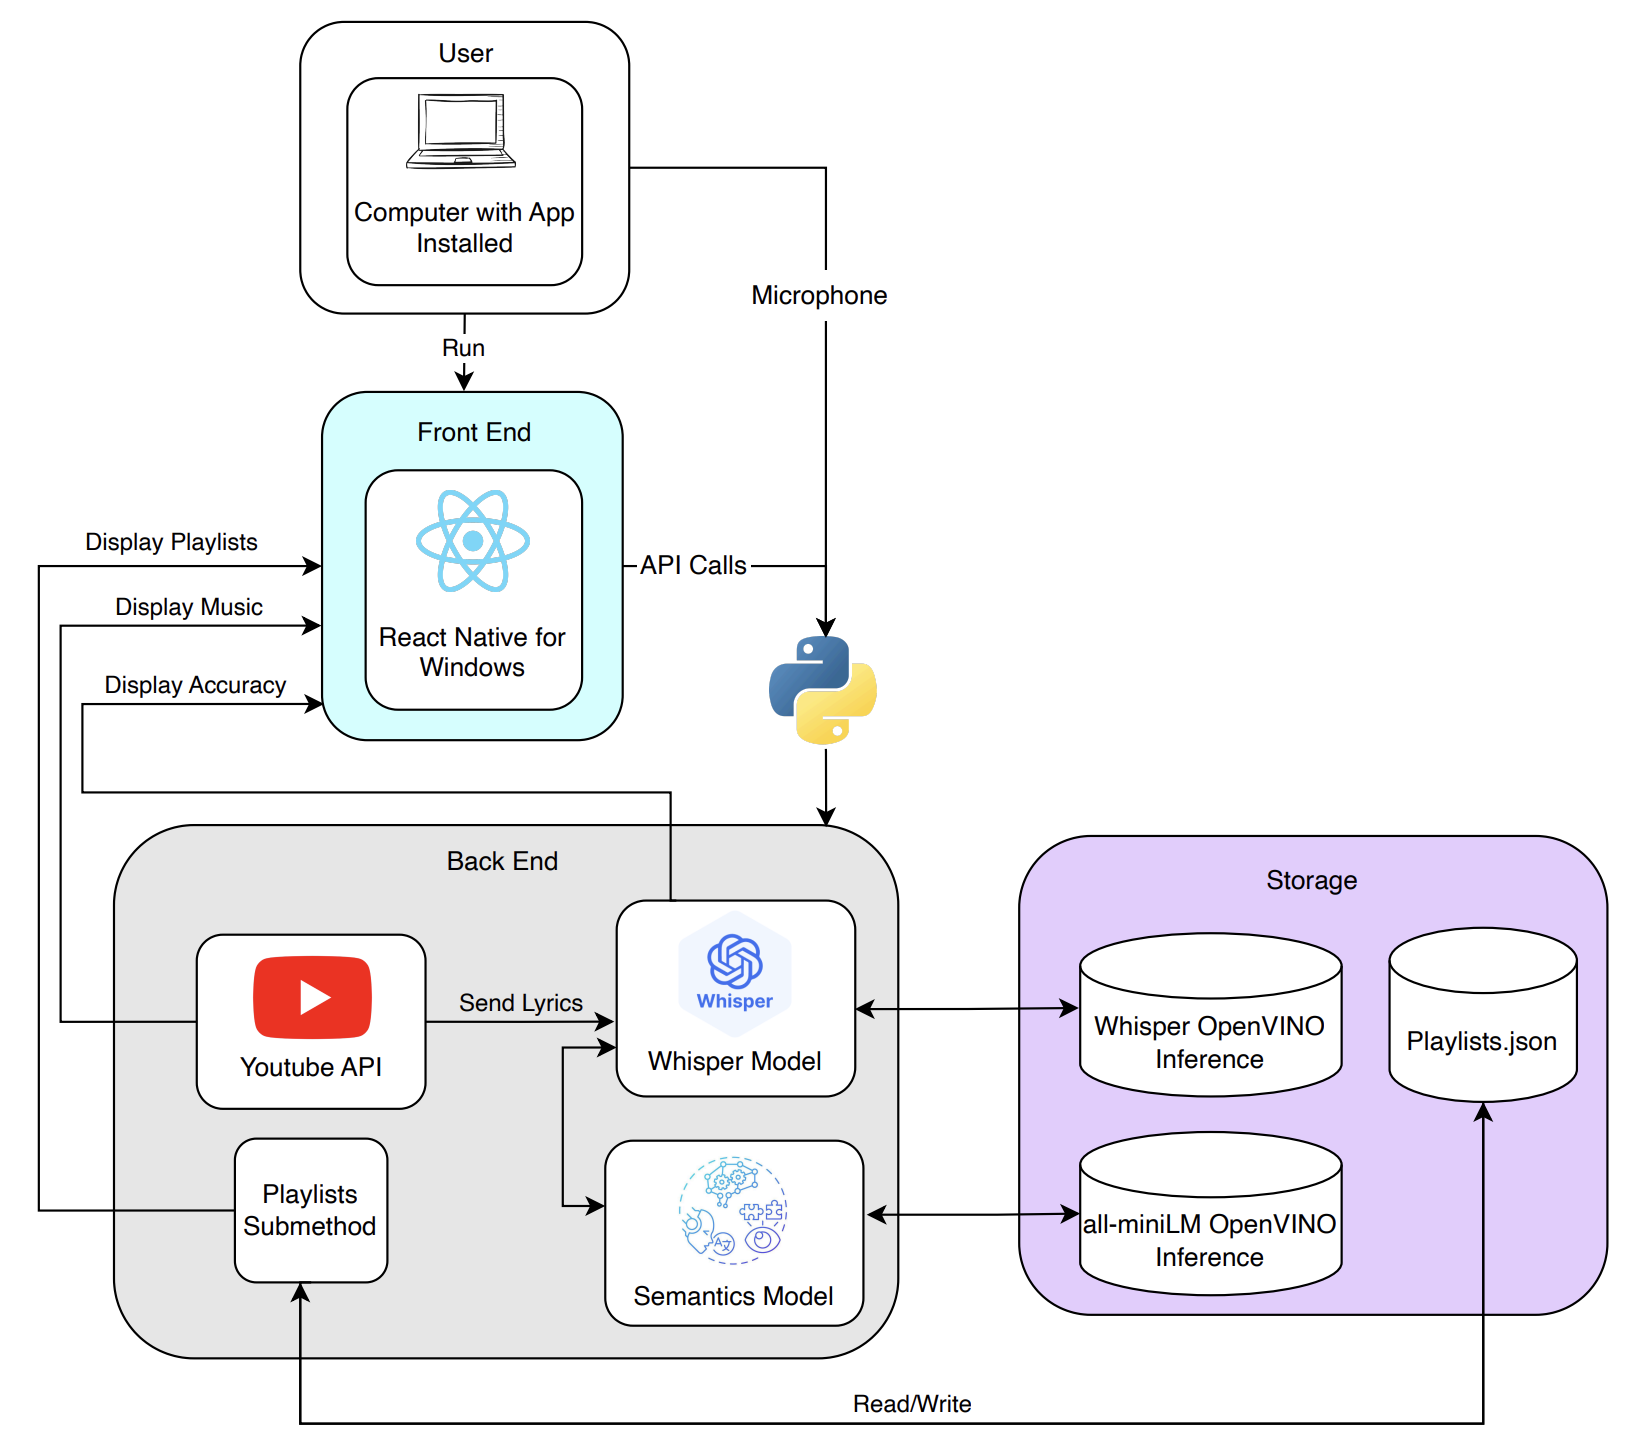 User
Computer with App
Installed
Microphone
Run
Front End
React Native for
Windows
API Calls
Display Playlists
Display Music
Display Accuracy
Back End
Youtube API
Send Lyrics
Whisper
Whisper Model
Playlists
Submethod
Semantics Model
Storage
Whisper OpenVINO
Inference
Playlists.json
all-miniLM OpenVINO
Inference
Read/Write